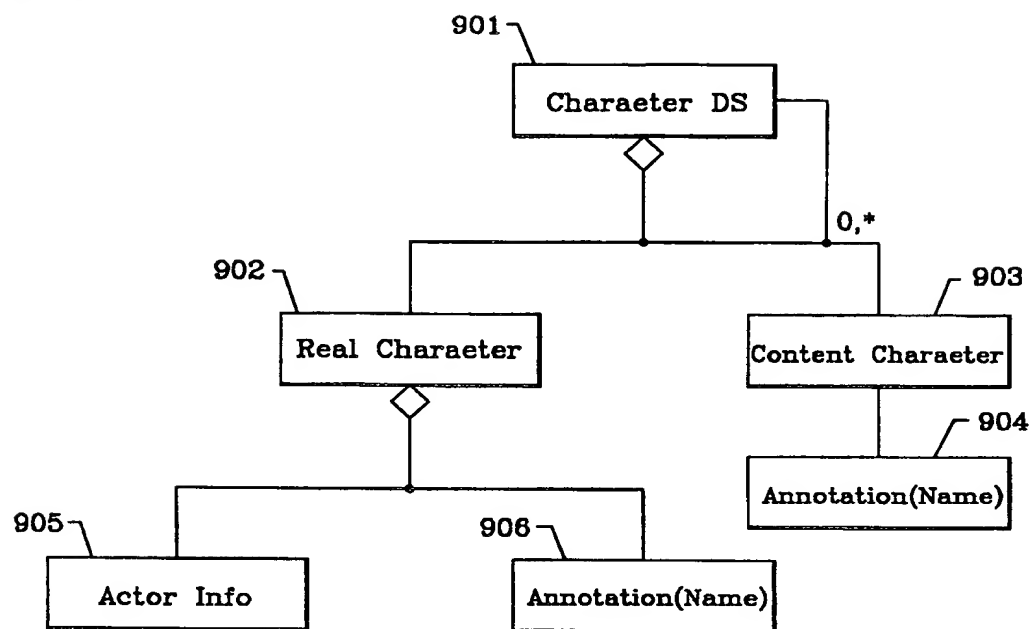 901
Charaeter DS
0,*
902
Real Charaeter
903
Content Charaeter
904
Annotation(Name)
905
Actor Info
906
Annotation(Name)